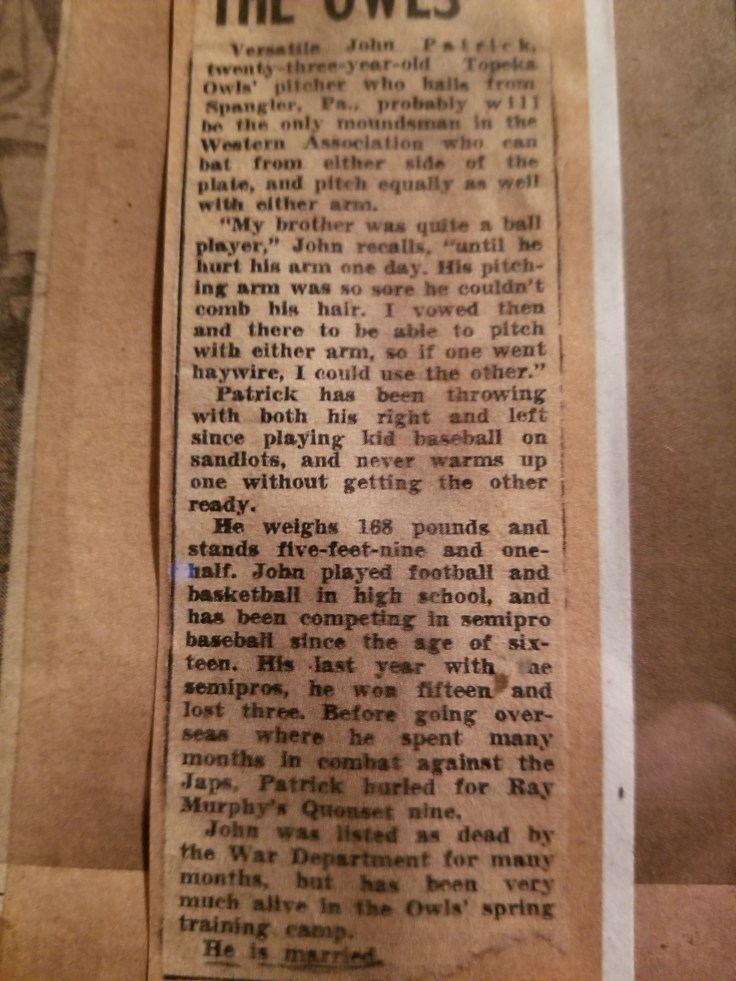 THE OWLS
Versatile John Patrick,
twenty-three-year-old Topeka
Owls' pitcher who hails from
Spangler, Pa., probably will
be the only moundsman in the
Western Association who can
bat from either side of the
plate, and pitch equally as well
with either arm.
"My brother was quite a ball
player," John recalls, "until he
hurt his arm one day. His pitch-
ing arm was so sore he couldn't
comb his hair. I vowed then
and there to be able to pitch
with either arm, so if one went
haywire, I could use the other."
Patrick has been throwing
with both his right and left
since playing kid baseball on
sandlots, and never warms up
one without getting the other
ready.
He weighs 168 pounds and
stands five-feet-nine and one-
half. John played football and
basketball in high school, and
has been competing in semipro
baseball since the age of six-
teen. His last year with he
semipros, he won fifteen and
lost three. Before going over-
seas where he spent many
months in combat against the
Japs, Patrick hurled for Ray
Murphy's Quonset nine.
John was listed as dead by
the War Department for many
months, but has been very
much alive in the Owls' spring
training camp.
He is married.